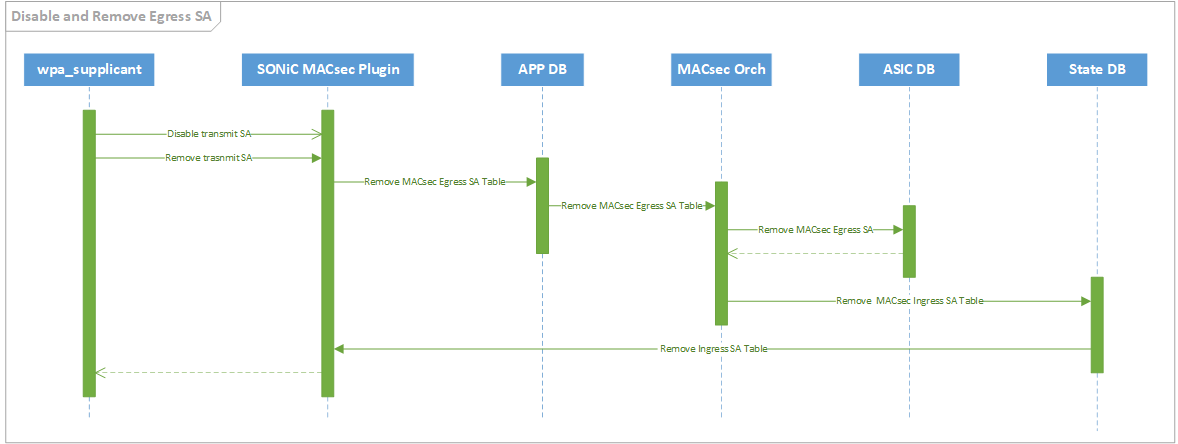 Disable and Remove Egress SA
wpa_supplicant
SONiC MACsec Plugin
APP DB
MACsec Orch
ASIC DB
State DB
Disable transmit SA
Remove trasnmit SA
Remove MACsec Egress SA Table
Remove MACsec Egress SA Table
Remove MACsec Egress SA
Remove  MACsec Ingress SA Table
Remove Ingress SA Table